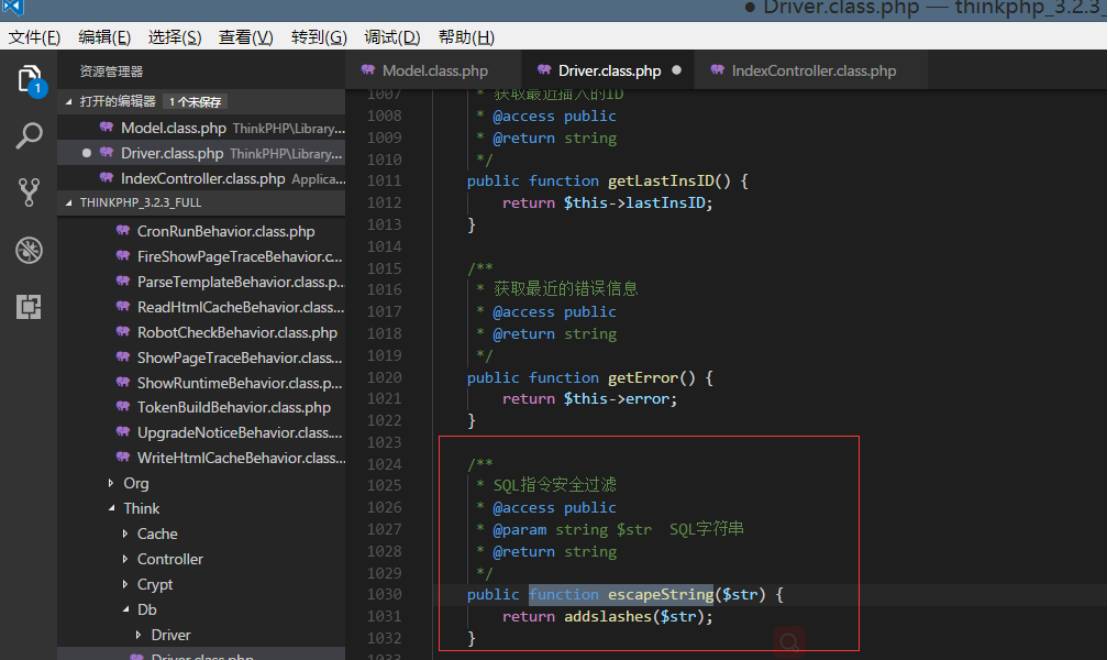 ● Driver.class.php — thinkphp_3.2.3_
文件(F) 编辑(E) 选择(S) 查看(V) 转到(G) 调试(D) 帮助(H)
1
资源管理器
打开的编辑器 1 个未保存
Model.class.php ThinkPHP\Library...
Driver.class.php ThinkPHP\Library...
IndexController.class.php Applica...
THINKPHP_3.2.3_FULL
CronRunBehavior.class.php
FireShowPageTraceBehavior.c...
ParseTemplateBehavior.class.p...
ReadHtmlCacheBehavior.class...
RobotCheckBehavior.class.php
ShowPageTraceBehavior.class...
ShowRuntimeBehavior.class.p...
TokenBuildBehavior.class.php
UpgradeNoticeBehavior.class....
WriteHtmlCacheBehavior.class...
Org
Think
Cache
Controller
Crypt
Db
Driver
Driver.class.php
Model.class.php Driver.class.php IndexController.class.php
1007 * 获取最近插入的ID
1008 * @access public
1009 * @return string
1010 */
1011 public function getLastInsID() {
1012 return $this->lastInsID;
1013 }
1014
1015 /**
1016 * 获取最近的错误信息
1017 * @access public
1018 * @return string
1019 */
1020 public function getError() {
1021 return $this->error;
1022 }
1023
1024 /**
1025 * SQL指令安全过滤
1026 * @access public
1027 * @param string $str SQL字符串
1028 * @return string
1029 */
1030 public function escapeString($str) {
1031 return addslashes($str);
1032 }
1033